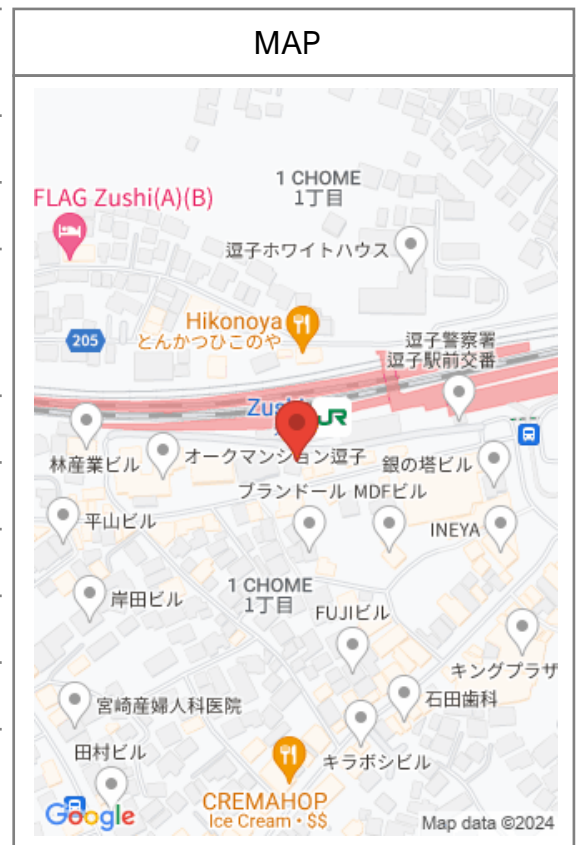 MAP
1 CHOME
1丁目
FLAG Zushi(A)(B)
逗子ホワイトハウス
Hikonoya
とんかつひこのや
205
逗子警察署
逗子駅前交番
JR
林産業ビル
オークマンション逗子
銀の塔ビル
ブランドール
MDFビル
平山ビル
INEYA
1 CHOME
1丁目
岸田ビル
FUJIビル
キングプラザ
石田歯科
宮崎産婦人科医院
田村ビル
キラボシビル
CREMAHOP
Ice Cream • $$
Google
Map data ©2024